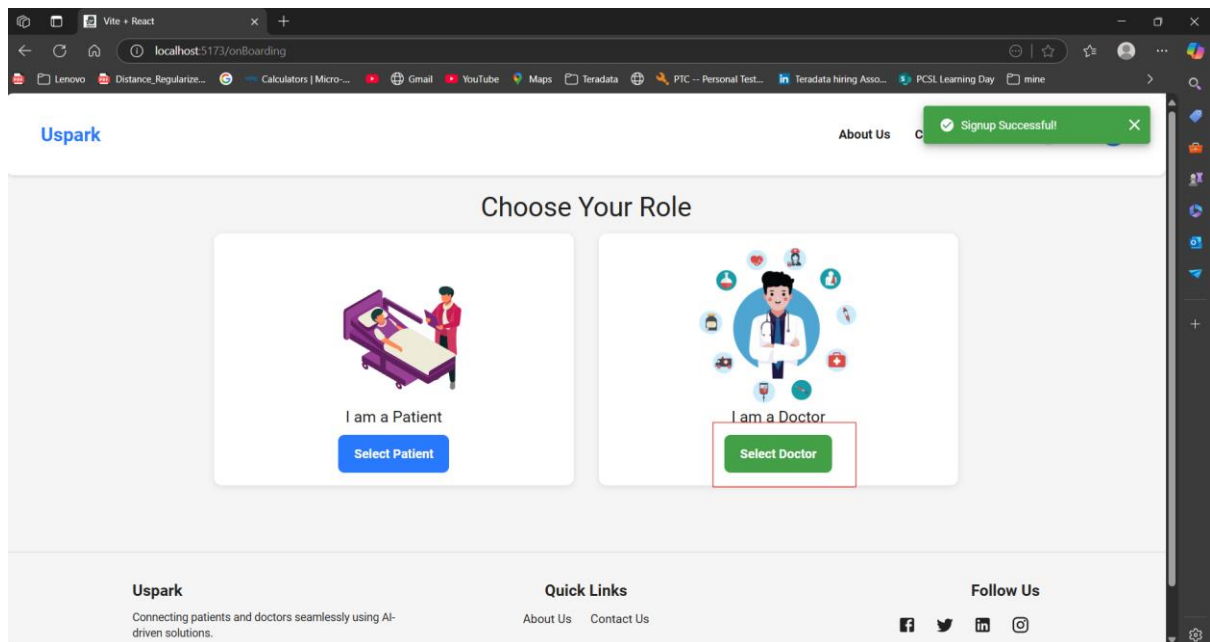 Vite + React
localhost:5173/onBoarding
Lenovo Distance_Regularize... Calculators | Micro-... Gmail YouTube Maps Teradata PTC -- Personal Test... Teradata hiring Asso... PCSL Learning Day mine
Uspark
About Us C
Signup Successful!
Choose Your Role
I am a Patient
Select Patient
I am a Doctor
Select Doctor
Uspark
Connecting patients and doctors seamlessly using AI-
driven solutions.
Quick Links
About Us Contact Us
Follow Us